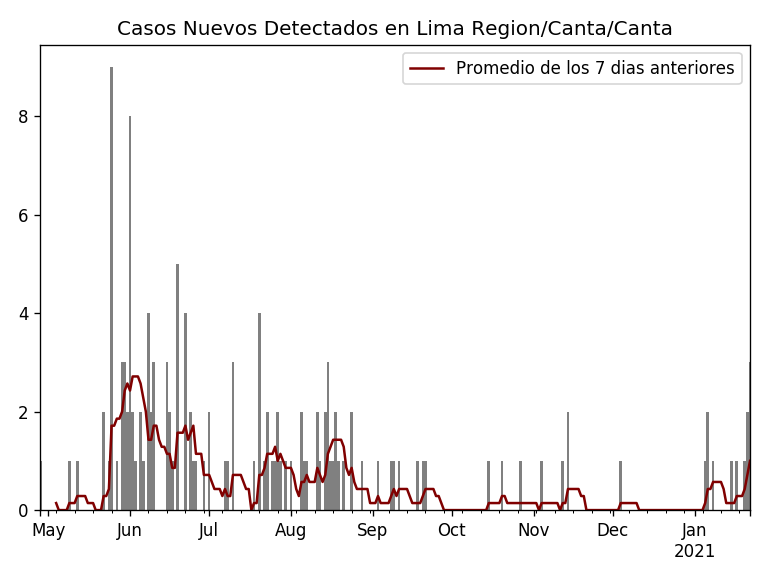 Casos Nuevos Detectados en Lima Region/Canta/Canta
Promedio de los 7 dias anteriores
8
6
4
2
0
May Jun Jul Aug Sep Oct Nov Dec Jan
2021